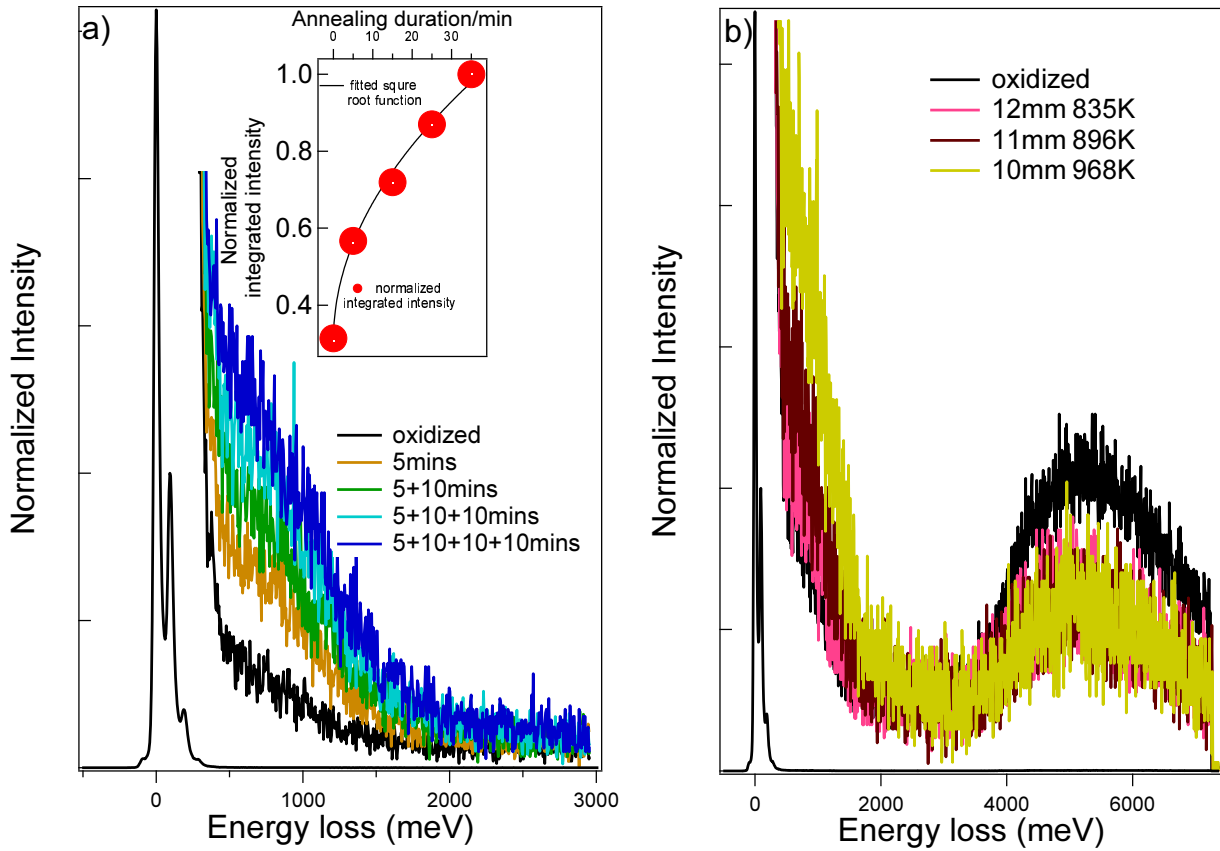 a)
Annealing duration/min
0 10 20 30
1.0
0.8
0.6
0.4
Normalized
integrated intensity
fitted squre
root function
normalized
integrated intensity
Normalized Intensity
oxidized
5mins
5+10mins
5+10+10mins
5+10+10+10mins
0 1000 2000 3000
Energy loss (meV)
b)
Normalized Intensity
oxidized
12mm 835K
11mm 896K
10mm 968K
0 2000 4000 6000
Energy loss (meV)